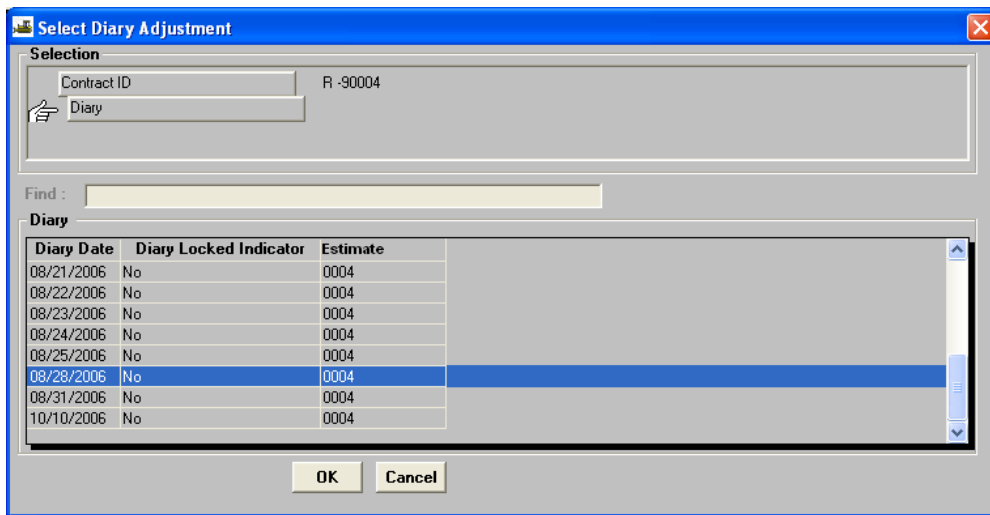 Select Diary Adjustment
Selection
Contract ID R -90004
Diary
Find :
Diary
Diary Date Diary Locked Indicator Estimate
08/21/2006 No 0004
08/22/2006 No 0004
08/23/2006 No 0004
08/24/2006 No 0004
08/25/2006 No 0004
08/28/2006 No 0004
08/31/2006 No 0004
10/10/2006 No 0004
OK Cancel